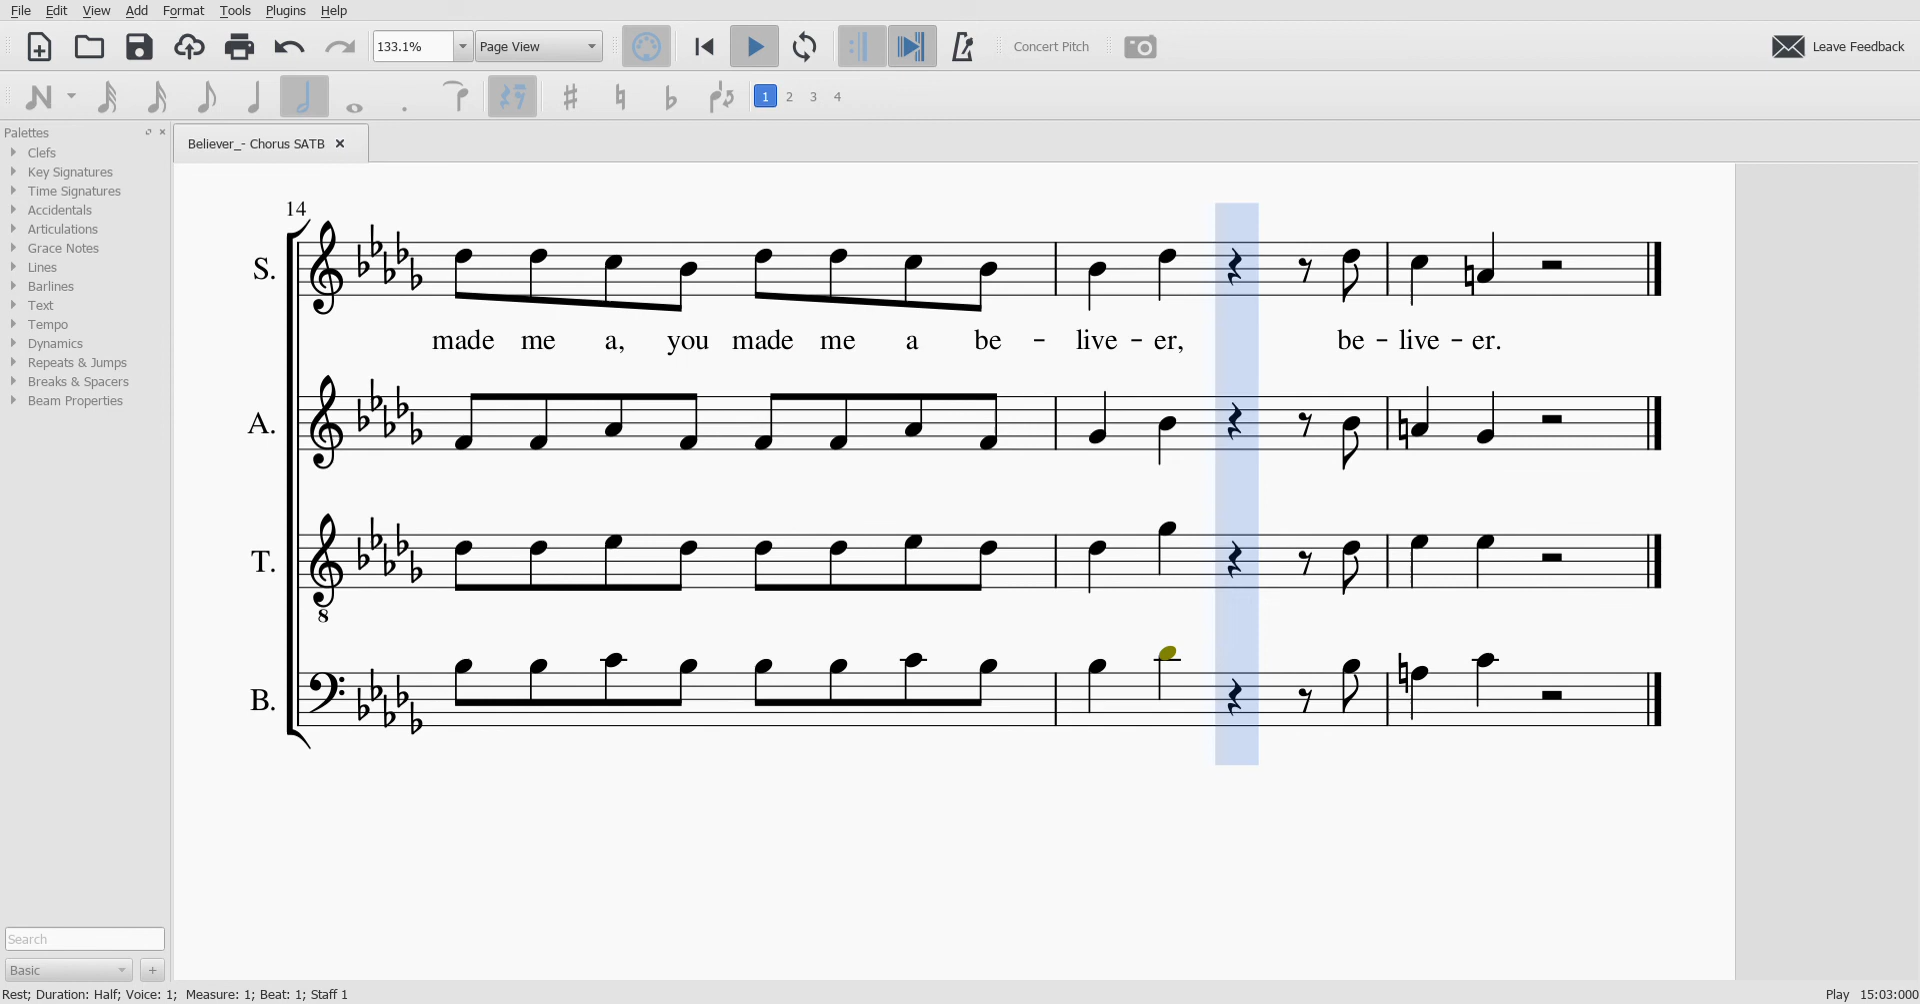 File Edit View Add Format Tools Plugins Help
133.1% Page View Concert Pitch Leave Feedback
1 2 3 4
Palettes
Believer_- Chorus SATB
Clefs
Key Signatures
Time Signatures
Accidentals
Articulations
Grace Notes
Lines
Barlines
Text
Tempo
Dynamics
Repeats & Jumps
Breaks & Spacers
Beam Properties
14
S.
made me a, you made me a be - live - er, be - live - er.
A.
T.
8
B.
Search
Basic
Rest; Duration: Half; Voice: 1; Measure: 1; Beat: 1; Staff 1 Play 15:03:000